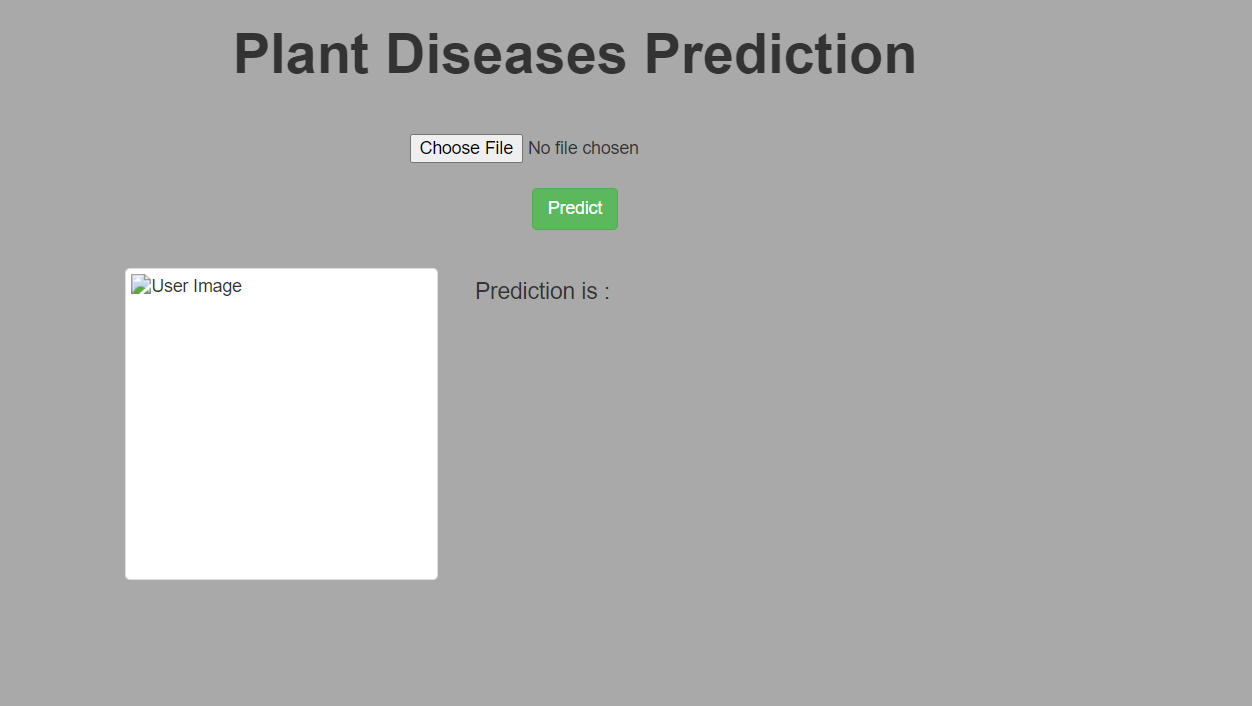 Plant Diseases Prediction
Choose File No file chosen
Predict
User Image
Prediction is :